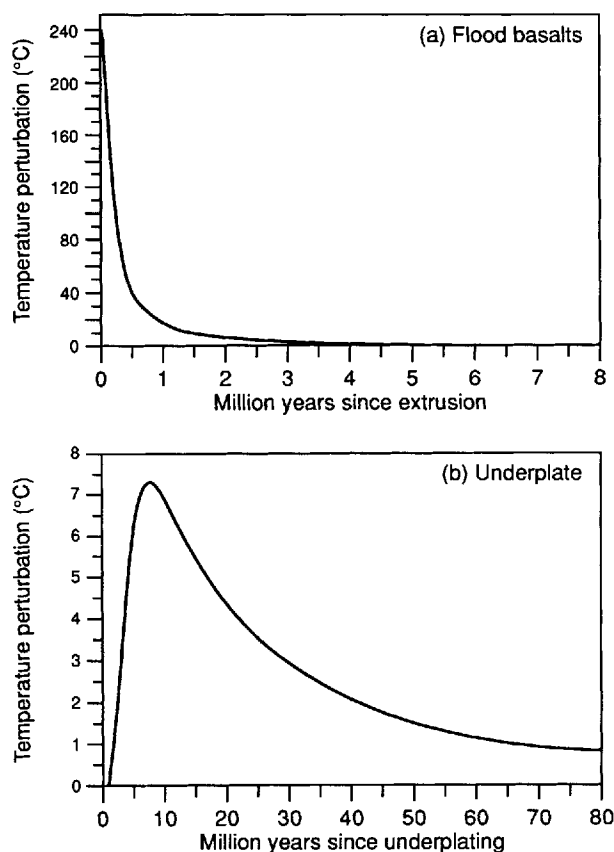 (a) Flood basalts
Temperature perturbation (°C)
240
200
160
120
80
40
0
0 1 2 3 4 5 6 7 8
Million years since extrusion
(b) Underplate
Temperature perturbation (°C)
8
7
6
5
4
3
2
1
0
0 10 20 30 40 50 60 70 80
Million years since underplating